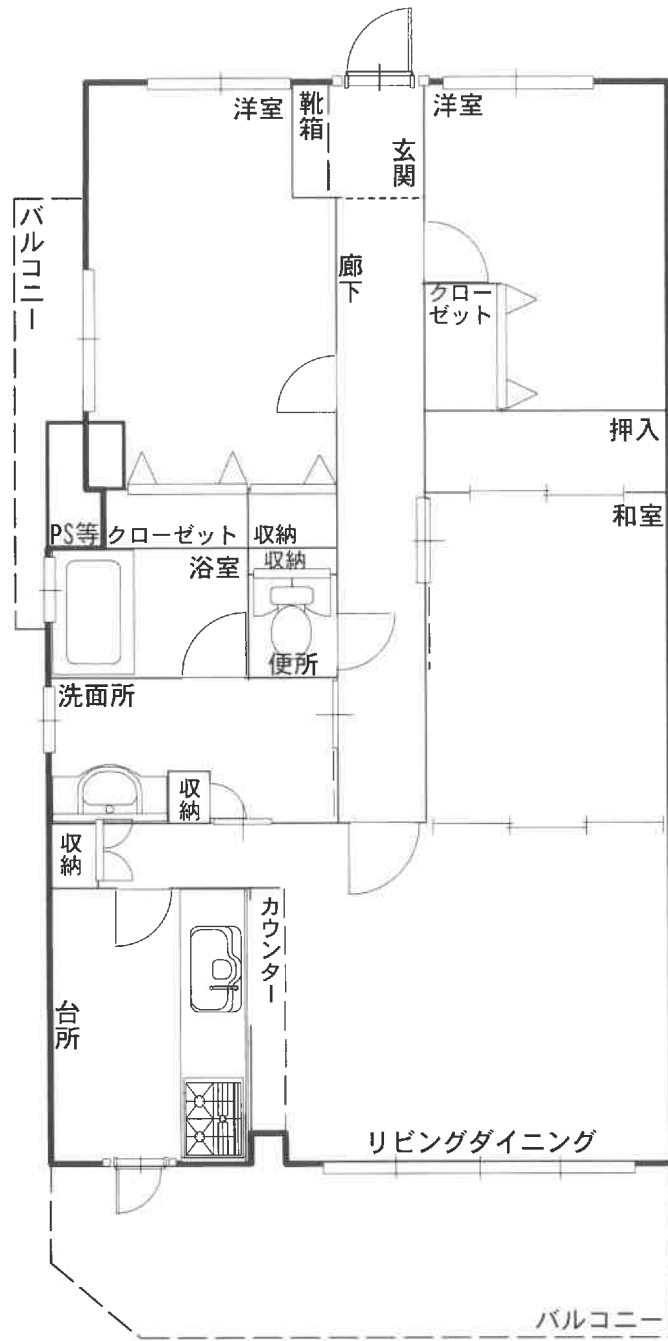 洋室
靴箱
玄関
洋室
バルコニー
廊下
クロー
ゼット
押入
和室
PS等
クローゼット
収納
収納
浴室
便所
洗面所
収納
収納
カウンター
台所
リビングダイニング
バルコニー